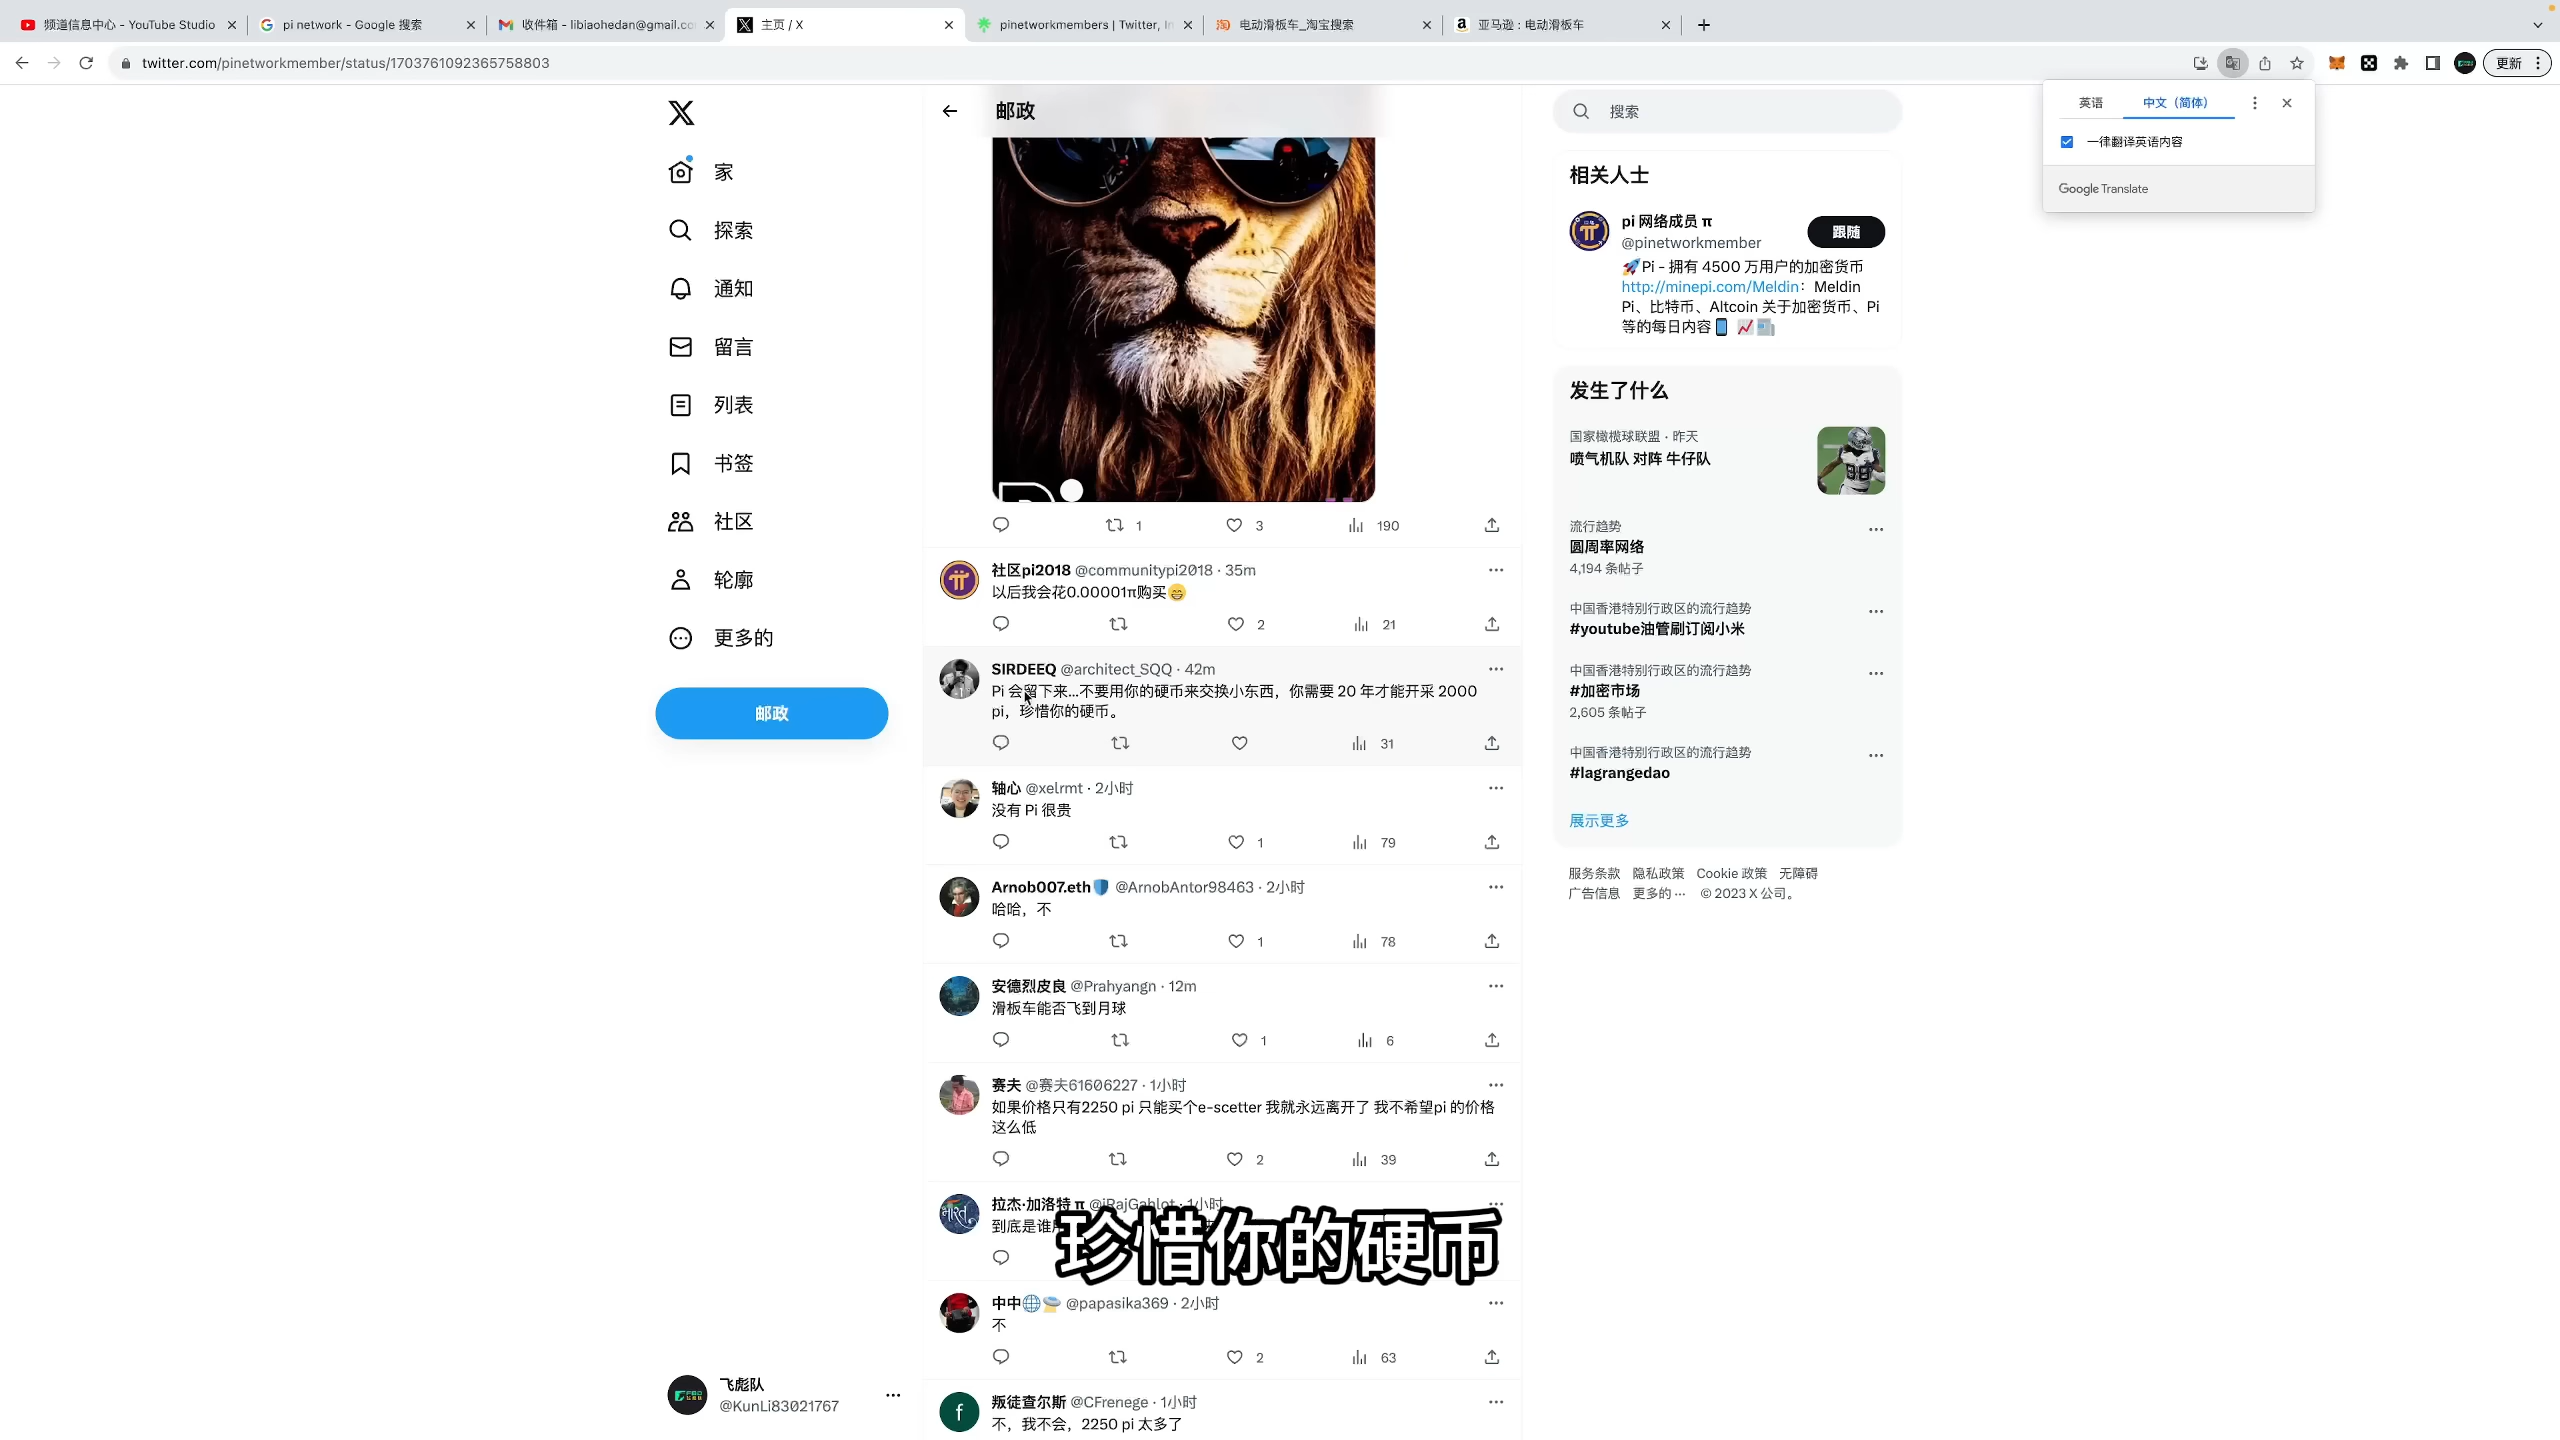 频道信息中心 - YouTube Studio
pi network - Google 搜索
收件箱 - libiaohedan@gmail.co
主页 / X
pinetworkmembers | Twitter, In
电动滑板车_淘宝搜索
亚马逊 : 电动滑板车
twitter.com/pinetworkmember/status/1703761092365758803
更新
英语
中文（简体）
一律翻译英语内容
Google Translate
家
探索
通知
留言
列表
书签
社区
轮廓
更多的
邮政
飞彪队
@KunLi83021767
邮政
1 3 190
社区pi2018 @communitypi2018 · 35m
以后我会花0.00001π购买😁
2 21
SIRDEEQ @architect_SQQ · 42m
Pi 会留下来...不要用你的硬币来交换小东西，你需要 20 年才能开采 2000
pi，珍惜你的硬币。
31
轴心 @xelrmt · 2小时
没有 Pi 很贵
1 79
Arnob007.eth @ArnobAntor98463 · 2小时
哈哈，不
1 78
安德烈皮良 @Prahyangn · 12m
滑板车能否飞到月球
1 6
赛夫 @赛夫61606227 · 1小时
如果价格只有2250 pi 只能买个e-scetter 我就永远离开了 我不希望pi 的价格
这么低
2 39
拉杰·加洛特 π @iRajGahlot · 1小时
到底是谁
珍惜你的硬币
中中 @papasika369 · 2小时
不
2 63
叛徒查尔斯 @CFrenege · 1小时
不，我不会，2250 pi 太多了
搜索
相关人士
pi 网络成员 π
@pinetworkmember
跟随
🚀Pi - 拥有 4500 万用户的加密货币
http://minepi.com/Meldin：Meldin
Pi、比特币、Altcoin 关于加密货币、Pi
等的每日内容
发生了什么
国家橄榄球联盟 · 昨天
喷气机队 对阵 牛仔队
流行趋势
圆周率网络
4,194 条帖子
中国香港特别行政区的流行趋势
#youtube油管刷订阅小米
中国香港特别行政区的流行趋势
#加密市场
2,605 条帖子
中国香港特别行政区的流行趋势
#lagrangedao
展示更多
服务条款 隐私政策 Cookie 政策 无障碍
广告信息 更多的 ··· © 2023 X 公司。